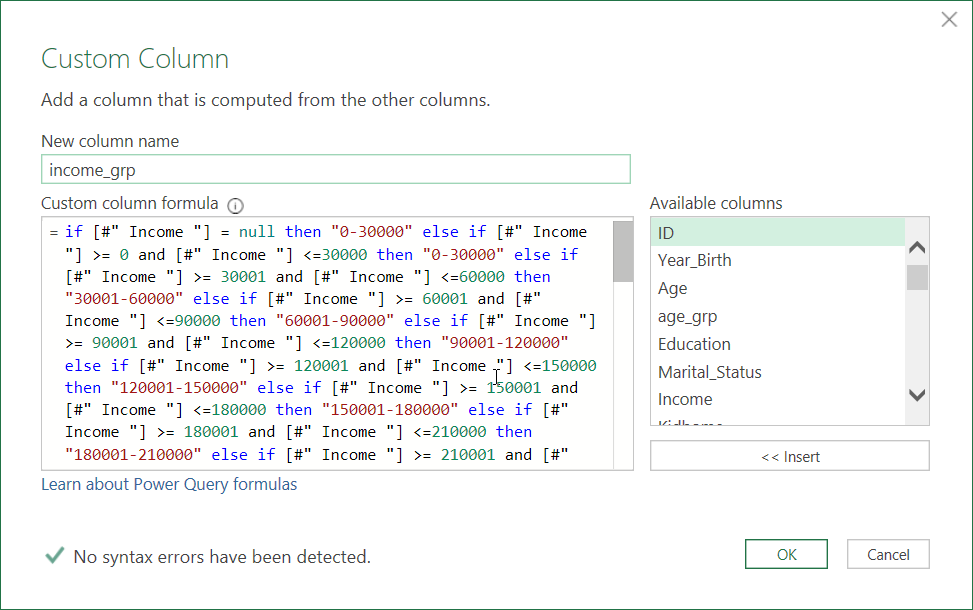 Custom Column
Add a column that is computed from the other columns.
New column name
income_grp
Custom column formula
= if [#" Income "] = null then "0-30000" else if [#" Income
"] >= 0 and [#" Income "] <=30000 then "0-30000" else if
[#" Income "] >= 30001 and [#" Income "] <=60000 then
"30001-60000" else if [#" Income "] >= 60001 and [#"
Income "] <=90000 then "60001-90000" else if [#" Income "]
>= 90001 and [#" Income "] <=120000 then "90001-120000"
else if [#" Income "] >= 120001 and [#" Income "] <=150000
then "120001-150000" else if [#" Income "] >= 150001 and
[#" Income "] <=180000 then "150001-180000" else if [#"
Income "] >= 180001 and [#" Income "] <=210000 then
"180001-210000" else if [#" Income "] >= 210001 and [#"
Available columns
ID
Year_Birth
Age
age_grp
Education
Marital_Status
Income
<< Insert
Learn about Power Query formulas
No syntax errors have been detected.
OK
Cancel